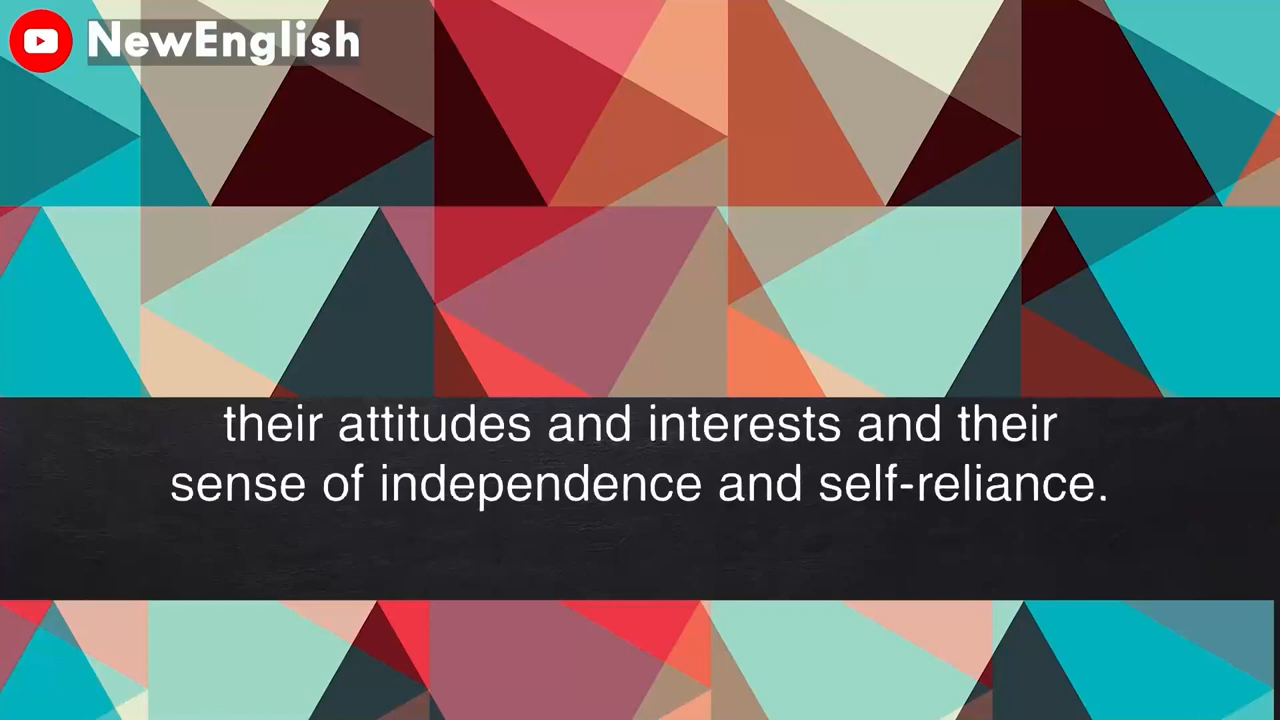 NewEnglish
their attitudes and interests and their
sense of independence and self-reliance.